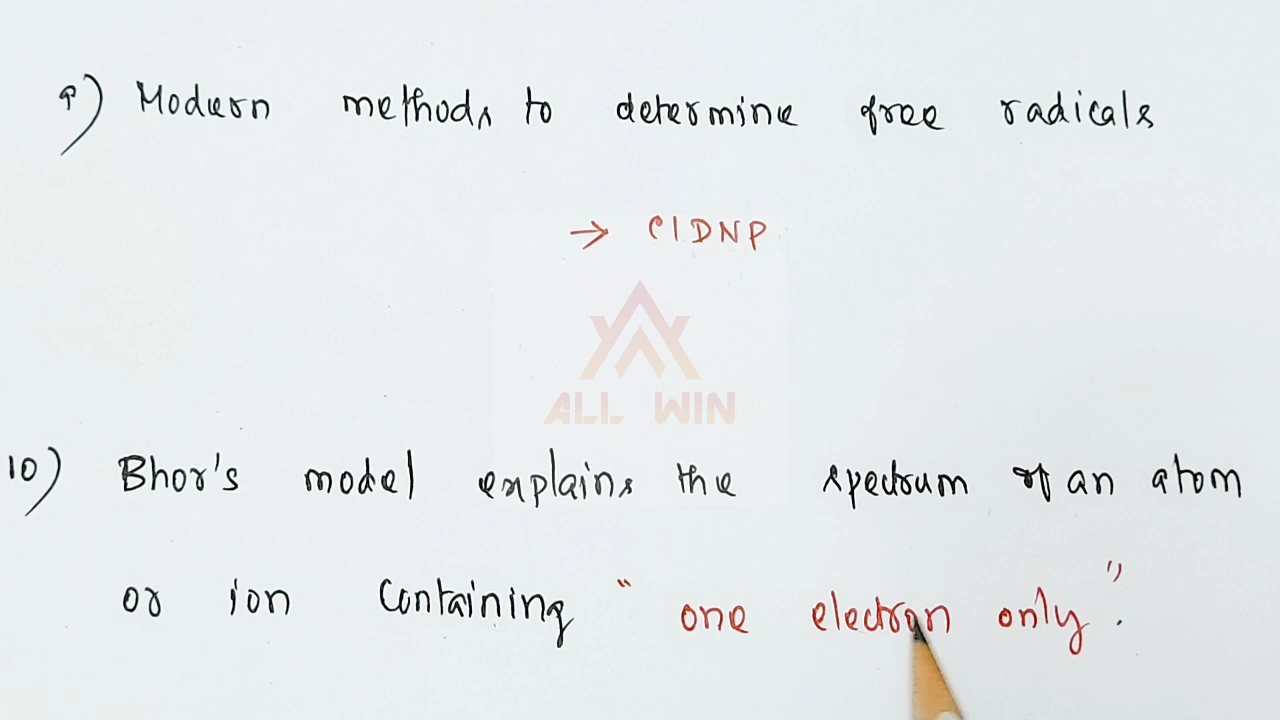 9) Modern methods to determine free radicals
→ CIDNP
ALL WIN
10) Bhor's model explains the spectrum of an atom
or ion containing " one electron only".